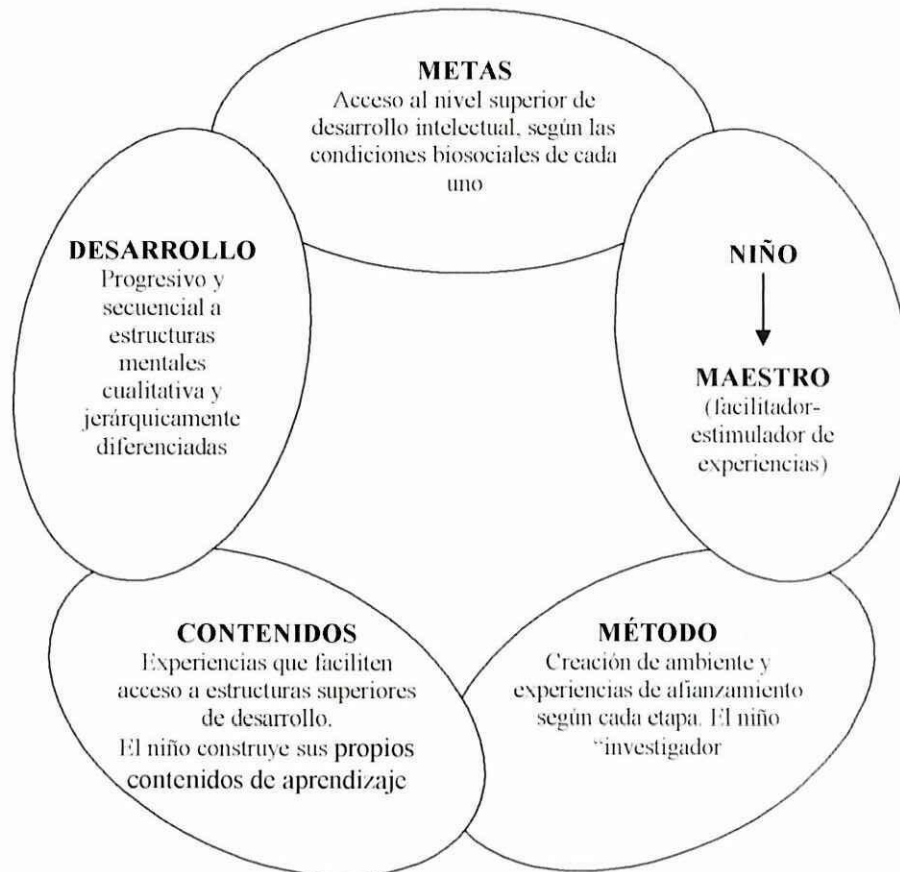 METAS
Acceso al nivel superior de
desarrollo intelectual, según las
condiciones biosociales de cada
uno
DESARROLLO
Progresivo y
secuencial a
estructuras
mentales
cualitativa y
jerárquicamente
diferenciadas
NIÑO
MAESTRO
(facilitador-
estimulador de
experiencias)
CONTENIDOS
Experiencias que faciliten
acceso a estructuras superiores
de desarrollo.
El niño construye sus propios
contenidos de aprendizaje
MÉTODO
Creación de ambiente y
experiencias de afianzamiento
según cada etapa. El niño
“investigador